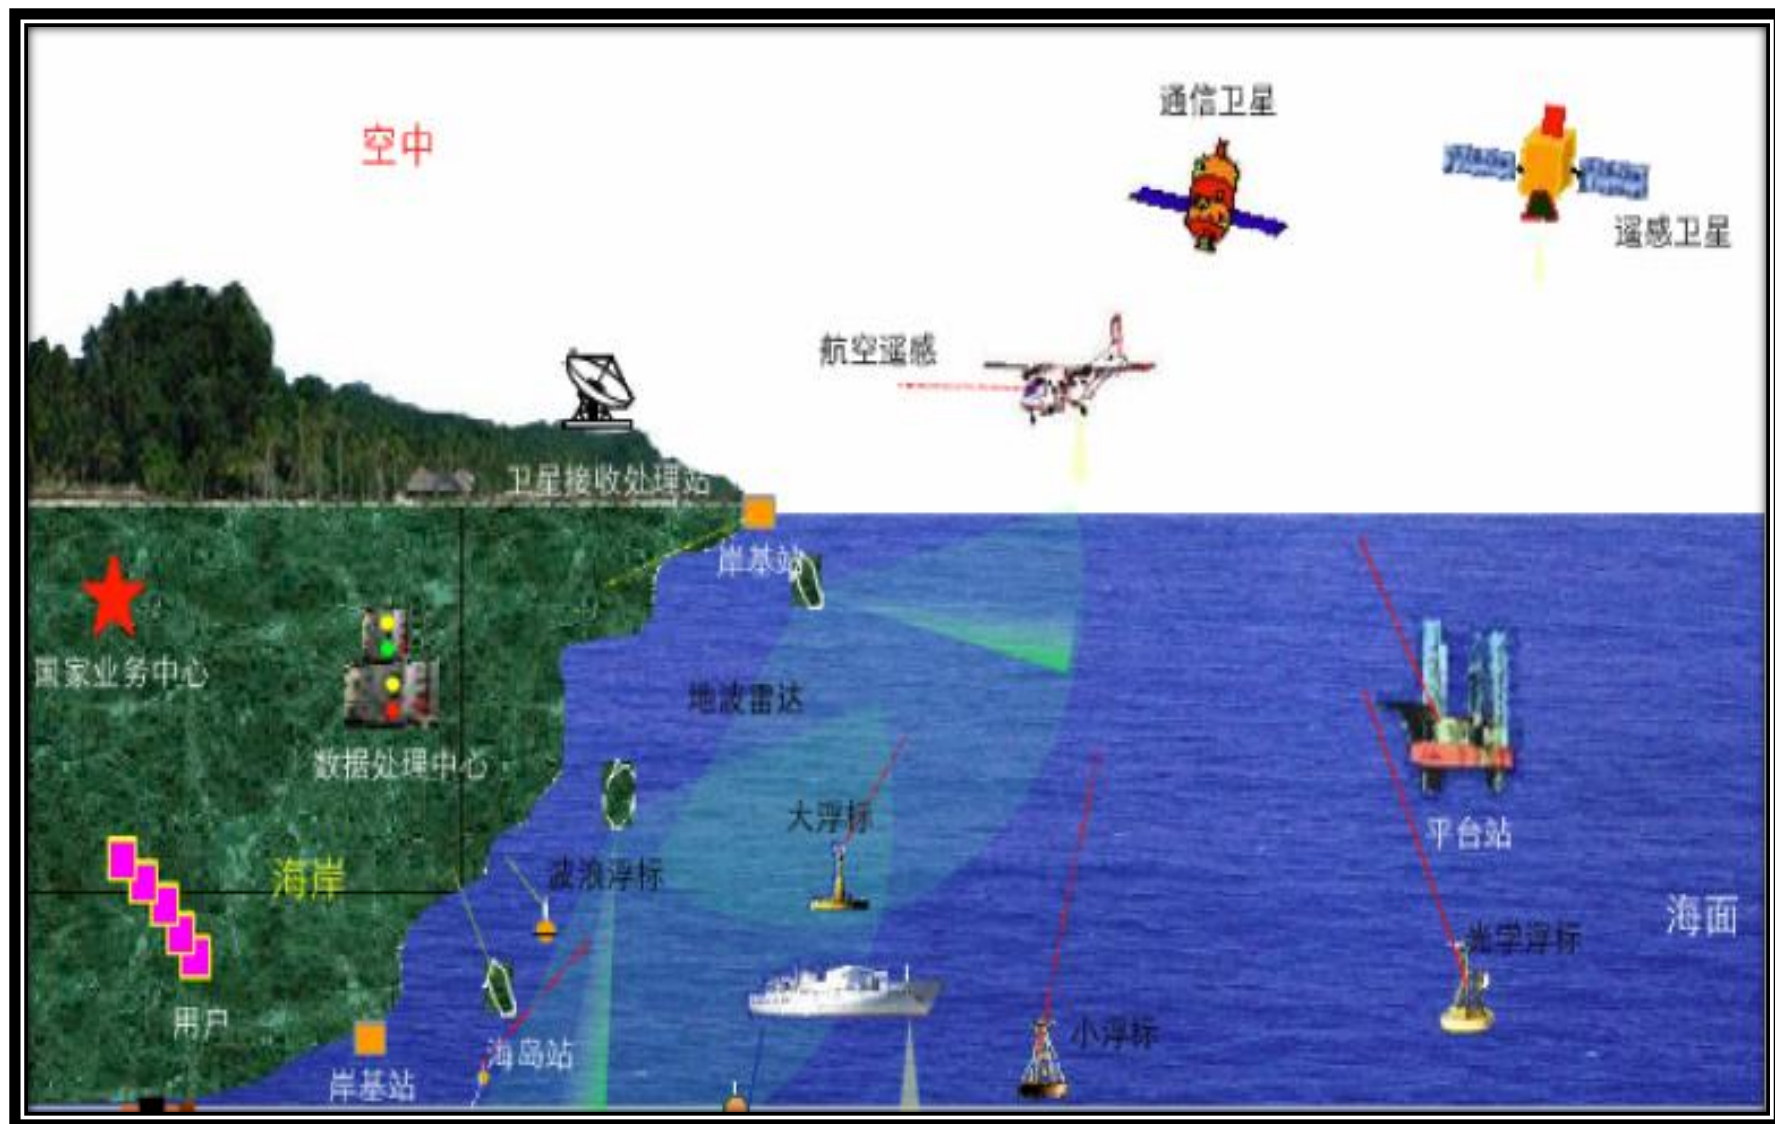 通信卫星
空中
遥感卫星
航空遥感
卫星接收处理站
岸基站
国家业务中心
地波雷达
数据处理中心
大浮标
平台站
海岸
波浪浮标
海面
光学浮标
用户
小浮标
海岛站
岸基站